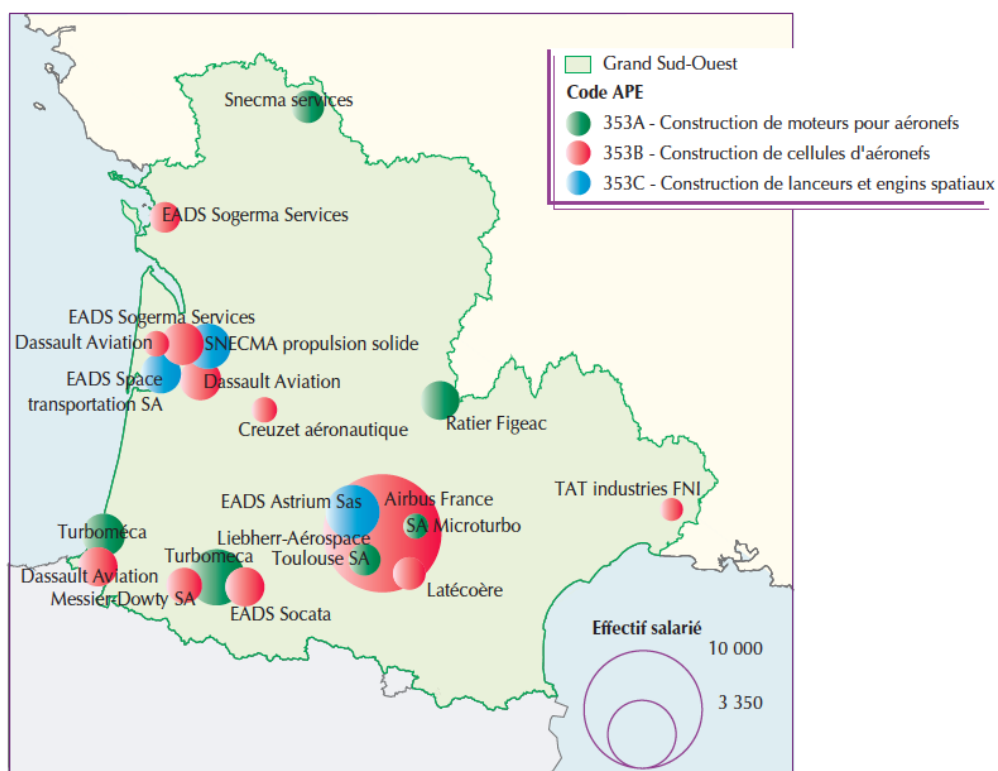 Grand Sud-Ouest
Code APE
353A - Construction de moteurs pour aéronefs
353B - Construction de cellules d'aéronefs
353C - Construction de lanceurs et engins spatiaux
Snecma services
EADS Sogerma Services
EADS Sogerma Services
Dassault Aviation
SNECMA propulsion solide
EADS Space
transportation SA
Dassault Aviation
Creuzet aéronautique
Ratier Figeac
TAT industries FNI
EADS Astrium Sas
Airbus France
SA Microturbo
Liebherr-Aérospace
Toulouse SA
Latécoère
Turboméca
Dassault Aviation
Turbomeca
Messier-Dowty SA
EADS Socata
Effectif salarié
10 000
3 350